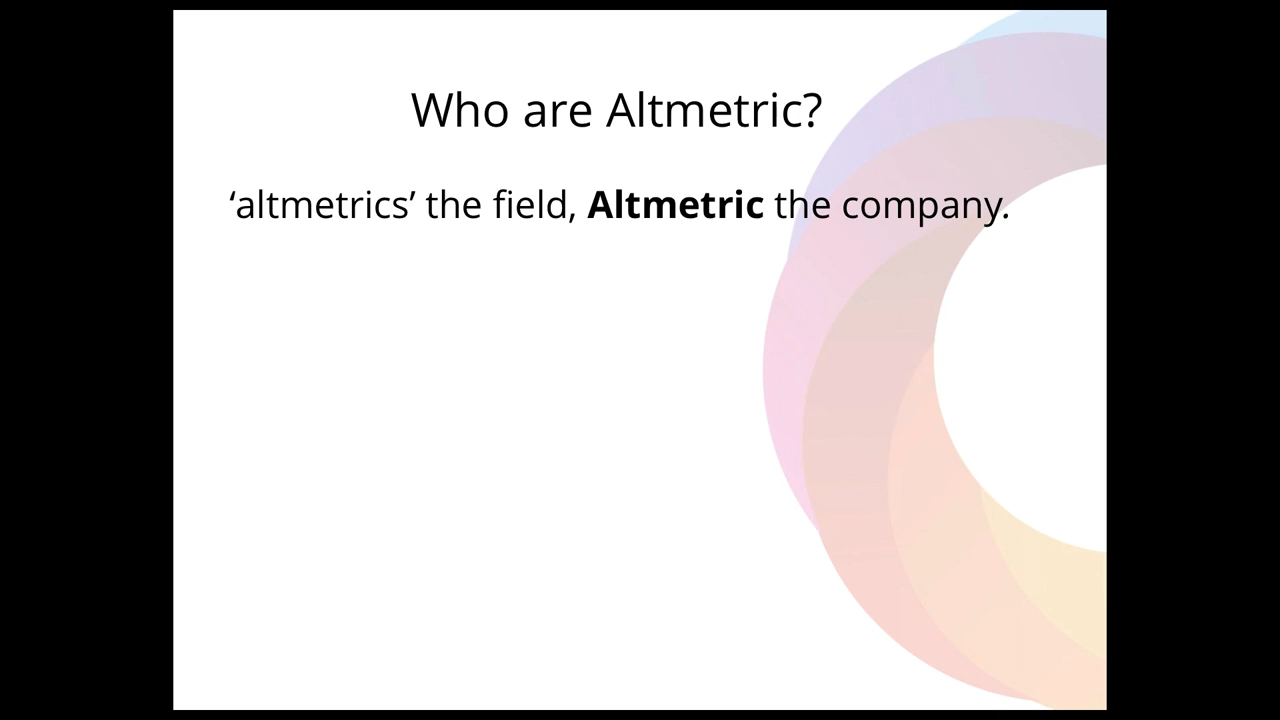 Who are Altmetric?
‘altmetrics’ the field, Altmetric the company.